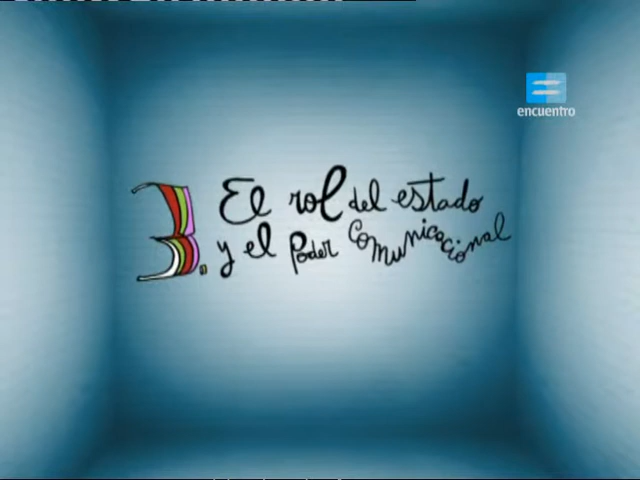 encuentro
3. El rol del estado
y el Poder Comunicacional